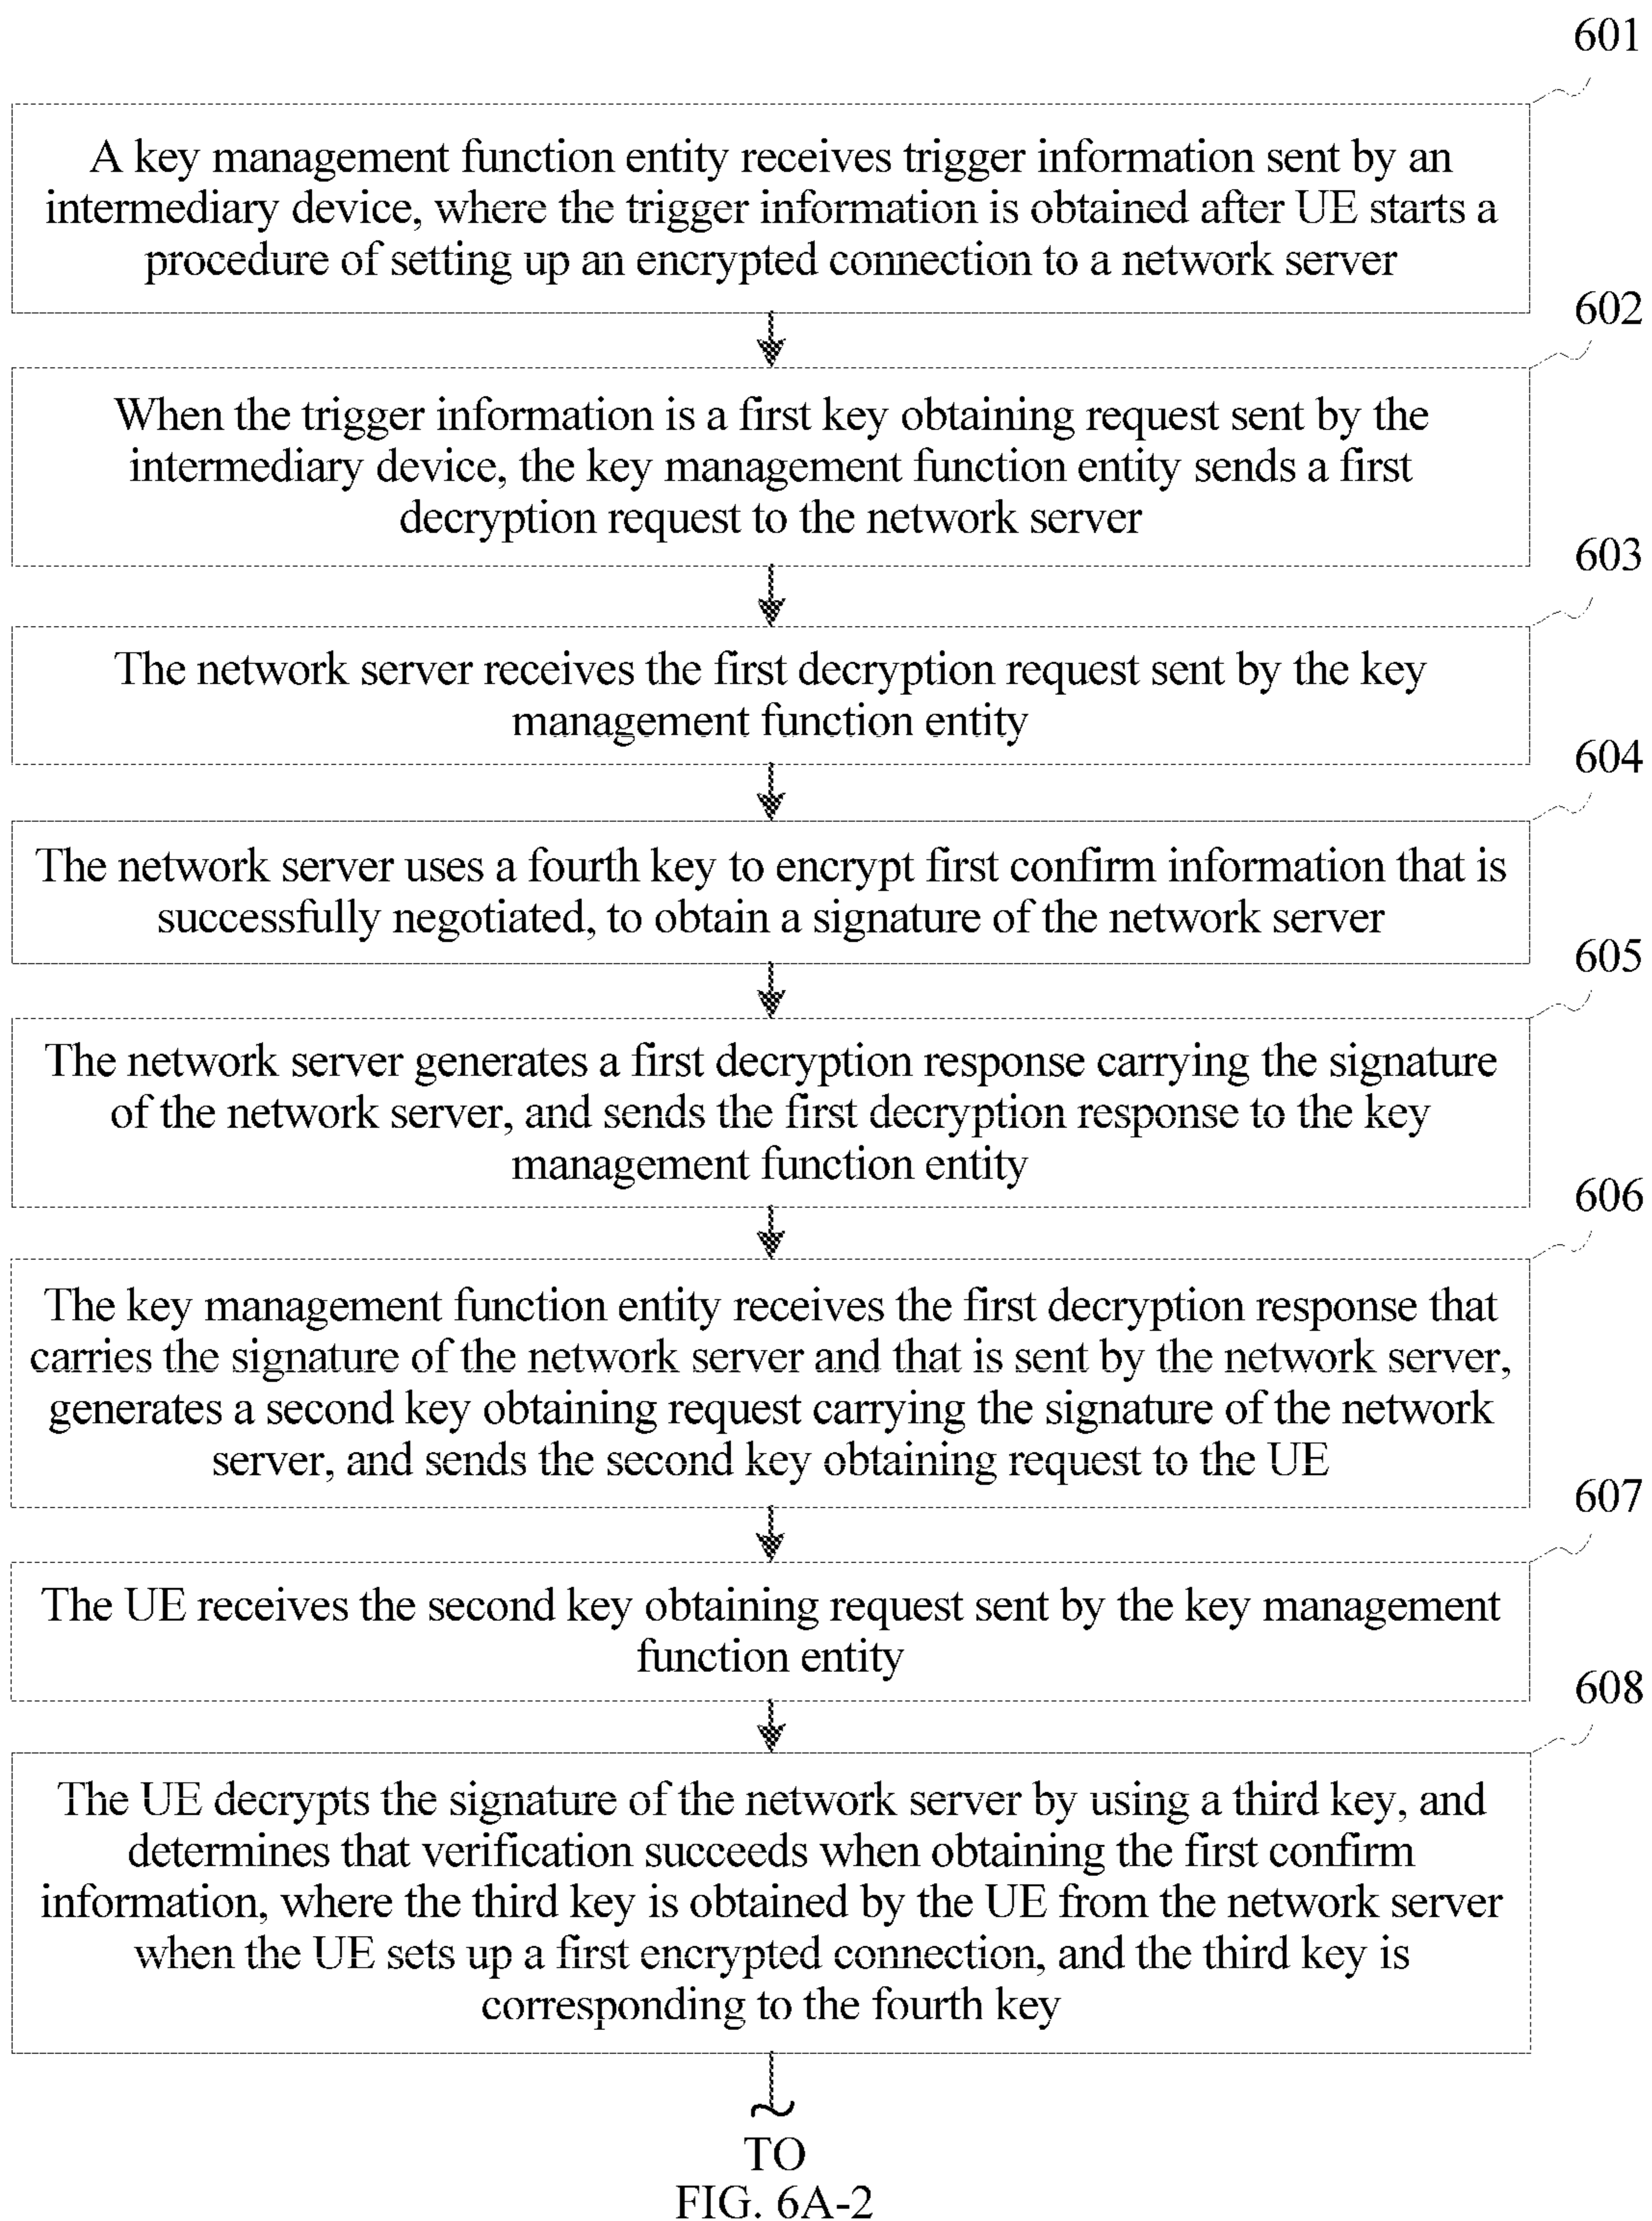 601
A key management function entity receives trigger information sent by an
intermediary device, where the trigger information is obtained after UE starts a
procedure of setting up an encrypted connection to a network server
602
When the trigger information is a first key obtaining request sent by the
intermediary device, the key management function entity sends a first
decryption request to the network server
603
The network server receives the first decryption request sent by the key
management function entity
604
The network server uses a fourth key to encrypt first confirm information that is
successfully negotiated, to obtain a signature of the network server
605
The network server generates a first decryption response carrying the signature
of the network server, and sends the first decryption response to the key
management function entity
606
The key management function entity receives the first decryption response that
carries the signature of the network server and that is sent by the network server,
generates a second key obtaining request carrying the signature of the network
server, and sends the second key obtaining request to the UE
607
The UE receives the second key obtaining request sent by the key management
function entity
608
The UE decrypts the signature of the network server by using a third key, and
determines that verification succeeds when obtaining the first confirm
information, where the third key is obtained by the UE from the network server
when the UE sets up a first encrypted connection, and the third key is
corresponding to the fourth key
TO
FIG. 6A-2